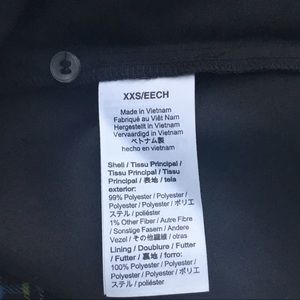 XXS/EECH
Made in Vietnam
Fabriqué au Viêt Nam
Hergestellt in Vietnam
Vervaardigd in Vietnam
ベトナム製
hecho en vietnam
Shell / Tissu Principal /
Tissu Principal / Tissu
Principal / 表地 / tela
exterior:
99% Polyester / Polyester /
Polyester / Polyester / ポリエ
ステル / poliéster
1% Other Fiber / Autre Fibre
/ Sonstige Fasern / Andere
Vezel / その他繊維 / otras
Lining / Doublure / Futter /
Futter / 裏地 / forro:
100% Polyester / Polyester /
Polyester / Polyester / ポリエ
ステル / poliéster